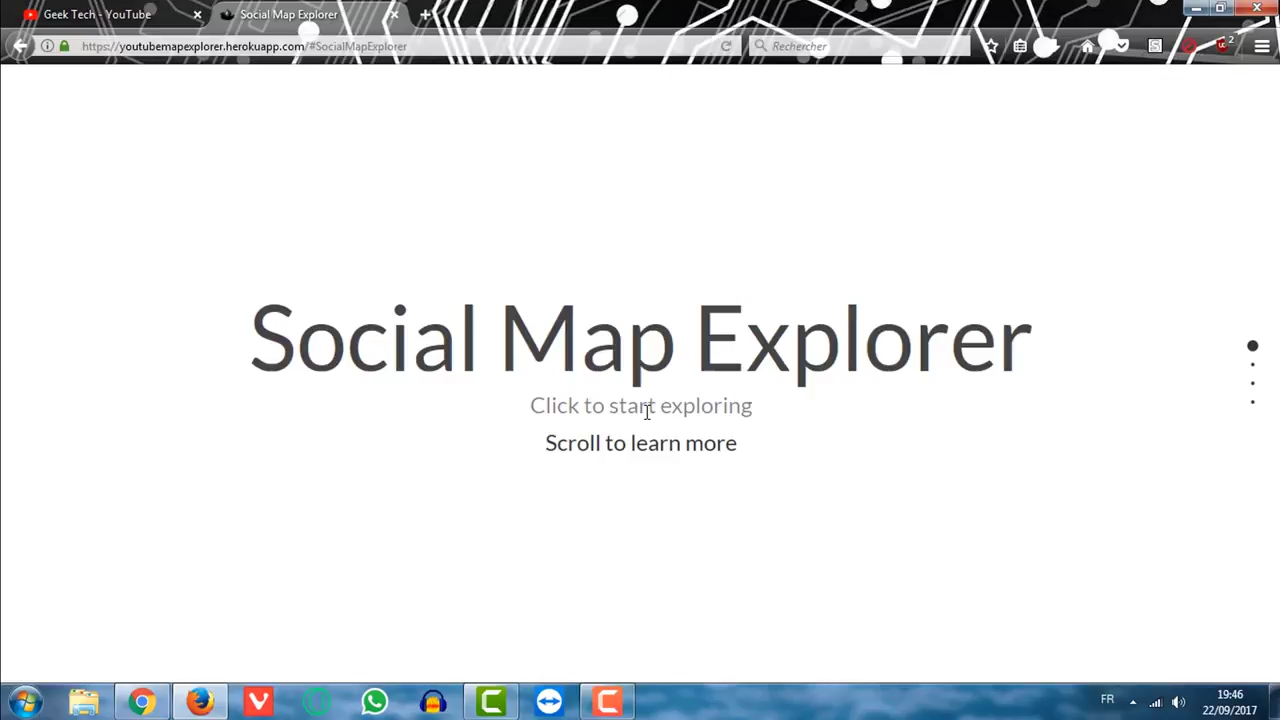 Geek Tech - YouTube
Social Map Explorer
https://youtubemapexplorer.herokuapp.com/#SocialMapExplorer
Rechercher
2
Social Map Explorer
Click to start exploring
Scroll to learn more
FR
19:46
22/09/2017